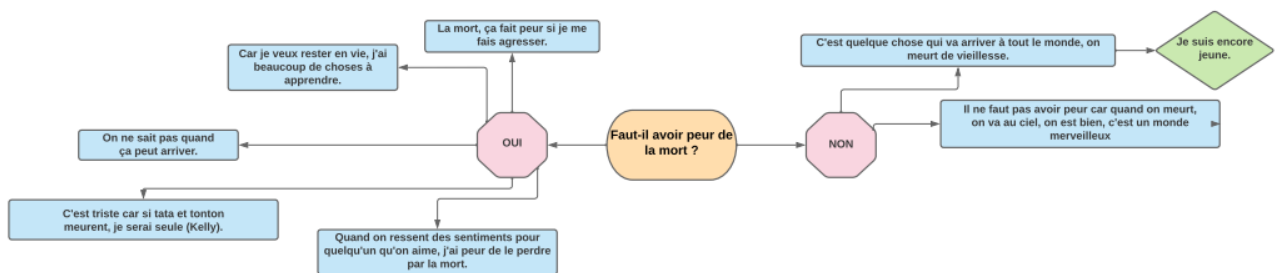 La mort, ça fait peur si je me
fais agresser.
Car je veux rester en vie, j'ai
beaucoup de choses à
apprendre.
On ne sait pas quand
ça peut arriver.
OUI
C'est triste car si tata et tonton
meurent, je serai seule (Kelly).
Quand on ressent des sentiments pour
quelqu'un qu'on aime, j'ai peur de le perdre
par la mort.
Faut-il avoir peur de
la mort ?
NON
C'est quelque chose qui va arriver à tout le monde, on
meurt de vieillesse.
Je suis encore
jeune.
Il ne faut pas avoir peur car quand on meurt,
on va au ciel, on est bien, c'est un monde
merveilleux